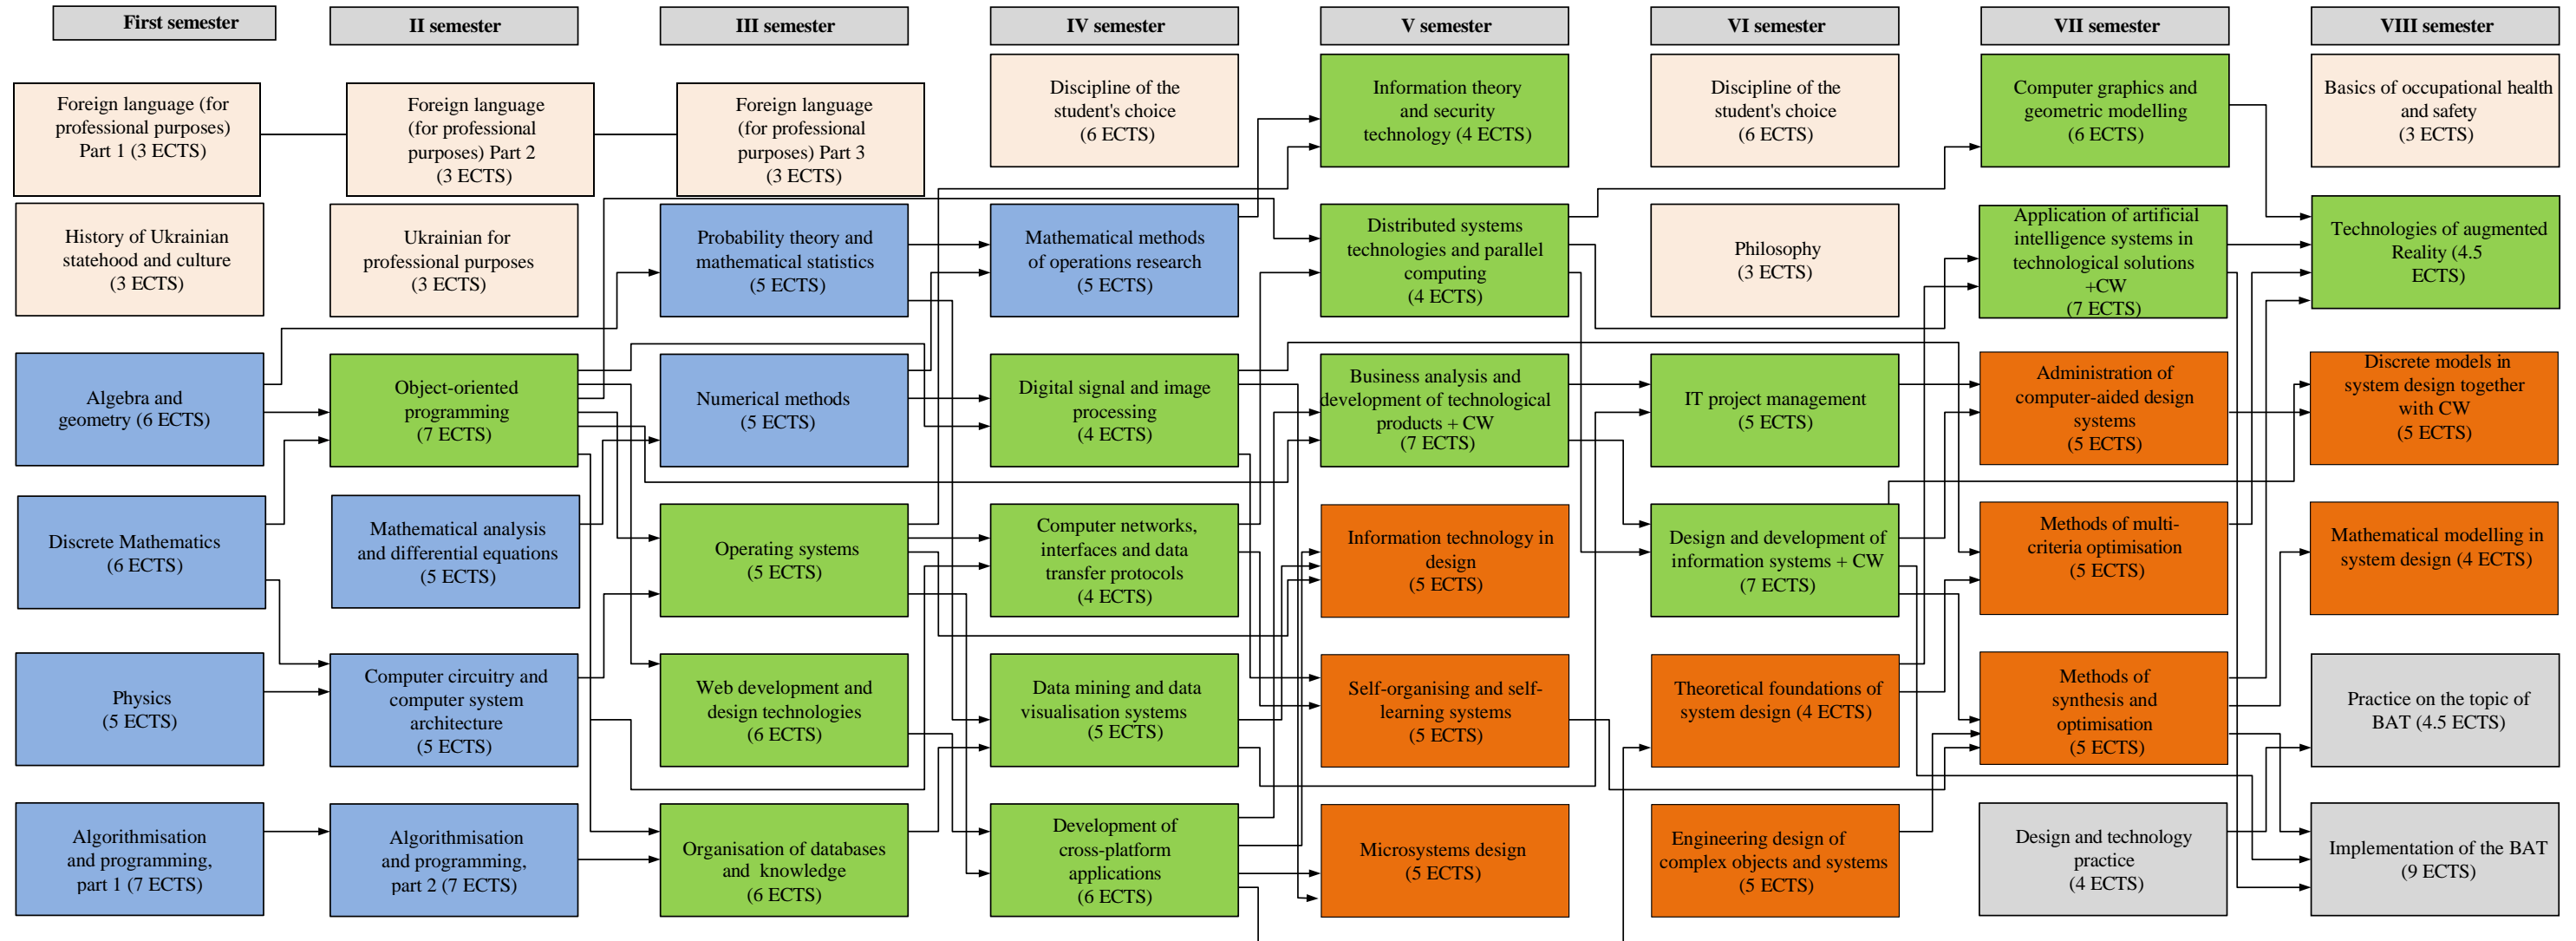 First semester
II semester
III semester
IV semester
V semester
VI semester
VII semester
VIII semester
Foreign language (for
professional purposes)
Part 1 (3 ECTS)
Foreign language
(for professional
purposes) Part 2
(3 ECTS)
Foreign language
(for professional
purposes) Part 3
(3 ECTS)
Discipline of the
student's choice
(6 ECTS)
Information theory
and security
technology (4 ECTS)
Discipline of the
student's choice
(6 ECTS)
Computer graphics and
geometric modelling
(6 ECTS)
Basics of occupational health
and safety
(3 ECTS)
History of Ukrainian
statehood and culture
(3 ECTS)
Ukrainian for
professional purposes
(3 ECTS)
Probability theory and
mathematical statistics
(5 ECTS)
Mathematical methods
of operations research
(5 ECTS)
Distributed systems
technologies and parallel
computing
(4 ECTS)
Philosophy
(3 ECTS)
Application of artificial
intelligence systems in
technological solutions
+CW
(7 ECTS)
Technologies of augmented
Reality (4.5
ECTS)
Algebra and
geometry (6 ECTS)
Object-oriented
programming
(7 ECTS)
Numerical methods
(5 ECTS)
Digital signal and image
processing
(4 ECTS)
Business analysis and
development of technological
products + CW
(7 ECTS)
IT project management
(5 ECTS)
Administration of
computer-aided design
systems
(5 ECTS)
Discrete models in
system design together
with CW
(5 ECTS)
Discrete Mathematics
(6 ECTS)
Mathematical analysis
and differential equations
(5 ECTS)
Operating systems
(5 ECTS)
Computer networks,
interfaces and data
transfer protocols
(4 ECTS)
Information technology in
design
(5 ECTS)
Design and development of
information systems + CW
(7 ECTS)
Methods of multi-
criteria optimisation
(5 ECTS)
Mathematical modelling in
system design (4 ECTS)
Physics
(5 ECTS)
Computer circuitry and
computer system
architecture
(5 ECTS)
Web development and
design technologies
(6 ECTS)
Data mining and data
visualisation systems
(5 ECTS)
Self-organising and self-
learning systems
(5 ECTS)
Theoretical foundations of
system design (4 ECTS)
Methods of
synthesis and
optimisation
(5 ECTS)
Practice on the topic of
BAT (4.5 ECTS)
Algorithmisation
and programming,
part 1 (7 ECTS)
Algorithmisation
and programming,
part 2 (7 ECTS)
Organisation of databases
and knowledge
(6 ECTS)
Development of
cross-platform
applications
(6 ECTS)
Microsystems design
(5 ECTS)
Engineering design of
complex objects and systems
(5 ECTS)
Design and technology
practice
(4 ECTS)
Implementation of the BAT
(9 ECTS)